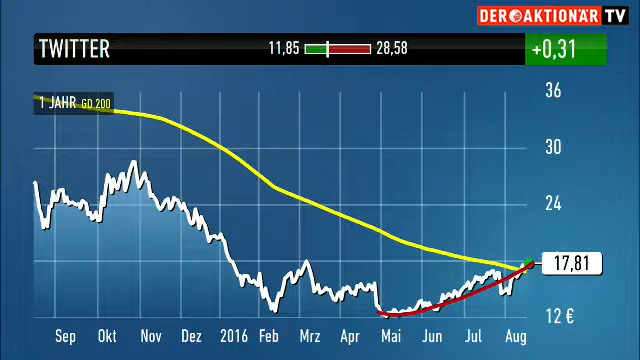 DER AKTIONÄR TV
TWITTER 11,85 28,58 +0,31
1 JAHR GD 200
36
30
24
17,81
12 €
Sep Okt Nov Dez 2016 Feb Mrz Apr Mai Jun Jul Aug